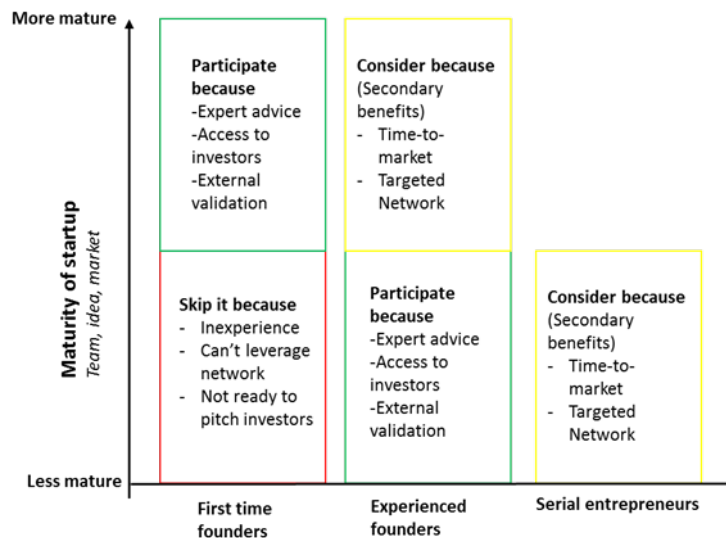 More mature
Maturity of startup
Team, idea, market
Less mature
Participate
because
-Expert advice
-Access to
investors
-External
validation
Consider because
(Secondary
benefits)
- Time-to-
market
- Targeted
Network
Skip it because
- Inexperience
- Can't leverage
network
- Not ready to
pitch investors
Participate
because
-Expert advice
-Access to
investors
-External
validation
Consider because
(Secondary
benefits)
- Time-to-
market
- Targeted
Network
First time
founders
Experienced
founders
Serial entrepreneurs